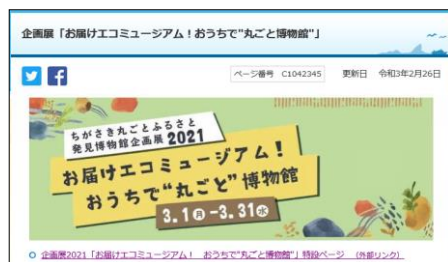 企画展「お届けエコミュージアム！おうちで"丸ごと博物館"」
ページ番号 C1042345 更新日 令和3年2月26日
ちがさき丸ごとふるさと
発見博物館企画展 2021
お届けエコミュージアム！
おうちで“丸ごと”博物館
3.1月-3.31水
企画展2021「お届けエコミュージアム！ おうちで"丸ごと博物館"」特設ページ （外部リンク）